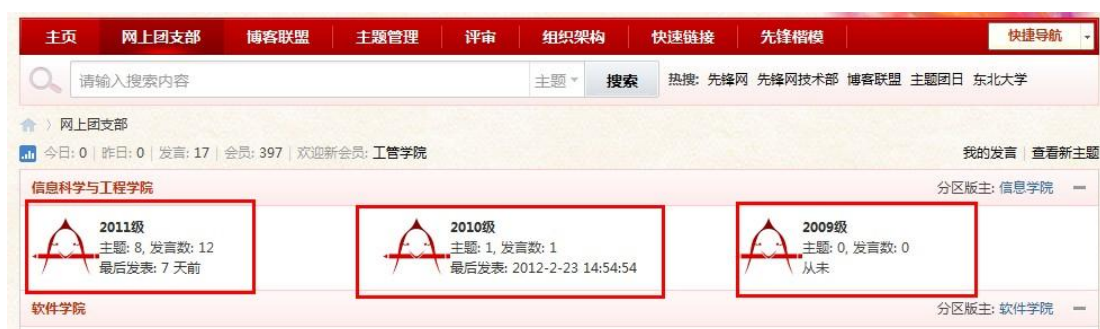 主页 网上团支部 博客联盟 主题管理 评审 组织架构 快速链接 先锋楷模 快捷导航
请输入搜索内容 主题 搜索 热搜: 先锋网 先锋网技术部 博客联盟 主题团日 东北大学
网上团支部
今日: 0 | 昨日: 0 | 发言: 17 | 会员: 397 | 欢迎新会员: 工管学院 我的发言 | 查看新主题
信息科学与工程学院 分区版主: 信息学院
2011级 2010级 2009级
主题: 8, 发言数: 12 主题: 1, 发言数: 1 主题: 0, 发言数: 0
最后发表: 7 天前 最后发表: 2012-2-23 14:54:54 从未
软件学院 分区版主: 软件学院